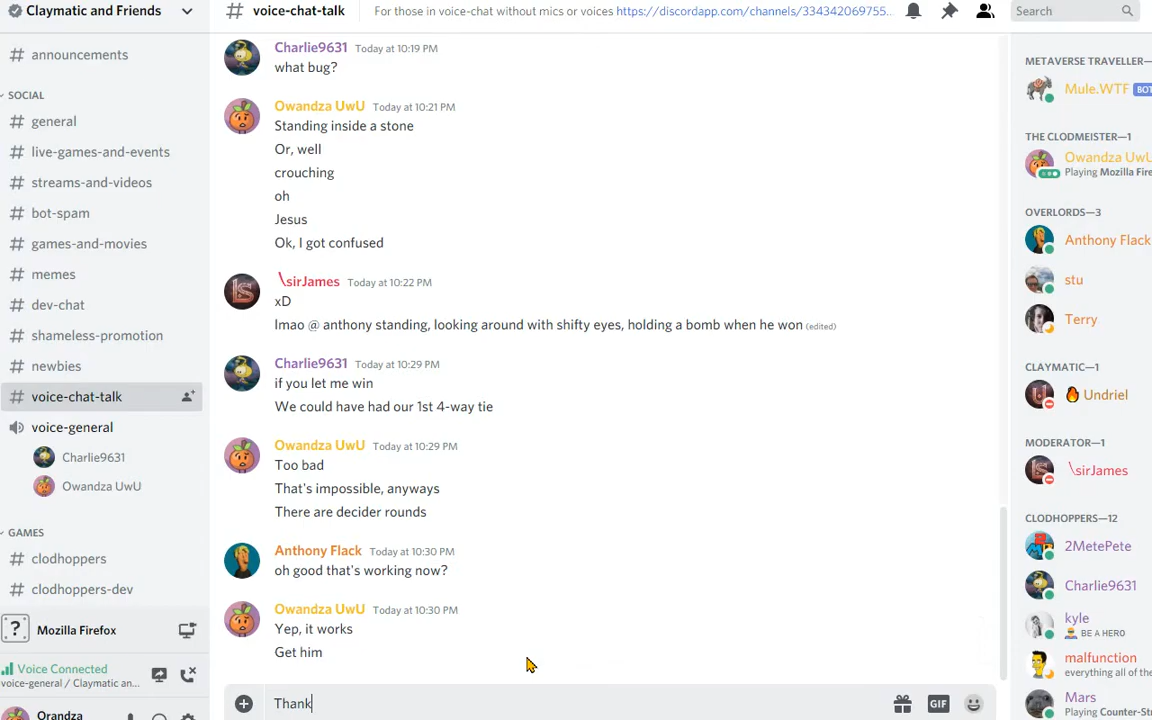 Claymatic and Friends
announcements
SOCIAL
general
live-games-and-events
streams-and-videos
bot-spam
games-and-movies
memes
dev-chat
shameless-promotion
newbies
voice-chat-talk
voice-general
Charlie9631
Owandza UwU
GAMES
clodhoppers
clodhoppers-dev
? Mozilla Firefox
Voice Connected
voice-general / Claymatic an...
Orandza
# voice-chat-talk For those in voice-chat without mics or voices https://discordapp.com/channels/334342069755... Search
Charlie9631 Today at 10:19 PM
what bug?
Owandza UwU Today at 10:21 PM
Standing inside a stone
Or, well
crouching
oh
Jesus
Ok, I got confused
\sirJames Today at 10:22 PM
xD
lmao @ anthony standing, looking around with shifty eyes, holding a bomb when he won (edited)
Charlie9631 Today at 10:29 PM
if you let me win
We could have had our 1st 4-way tie
Owandza UwU Today at 10:29 PM
Too bad
That's impossible, anyways
There are decider rounds
Anthony Flack Today at 10:30 PM
oh good that's working now?
Owandza UwU Today at 10:30 PM
Yep, it works
Get him
Thank
GIF
METAVERSE TRAVELLER—
Mule.WTF BOT
THE CLODMEISTER—1
Owandza UwU
Playing Mozilla Fire
OVERLORDS—3
Anthony Flack
stu
Terry
CLAYMATIC—1
Undriel
MODERATOR—1
\sirJames
CLODHOPPERS—12
2MetePete
Charlie9631
kyle
BE A HERO
malfunction
everything all of the
Mars
Playing Counter-Str